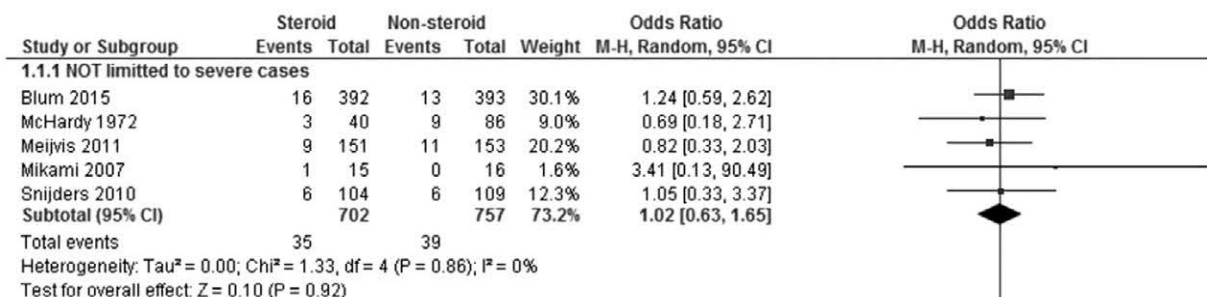 Steroid Non-steroid Odds Ratio Odds Ratio
Study or Subgroup Events Total Events Total Weight M-H, Random, 95% CI M-H, Random, 95% CI
1.1.1 NOT limitted to severe cases
Blum 2015 16 392 13 393 30.1% 1.24 [0.59, 2.62]
McHardy 1972 3 40 9 86 9.0% 0.69 [0.18, 2.71]
Meijvis 2011 9 151 11 153 20.2% 0.82 [0.33, 2.03]
Mikami 2007 1 15 0 16 1.6% 3.41 [0.13, 90.49]
Snijders 2010 6 104 6 109 12.3% 1.05 [0.33, 3.37]
Subtotal (95% CI) 702 757 73.2% 1.02 [0.63, 1.65]
Total events 35 39
Heterogeneity: Tau² = 0.00; Chi² = 1.33, df = 4 (P = 0.86); I² = 0%
Test for overall effect: Z = 0.10 (P = 0.92)